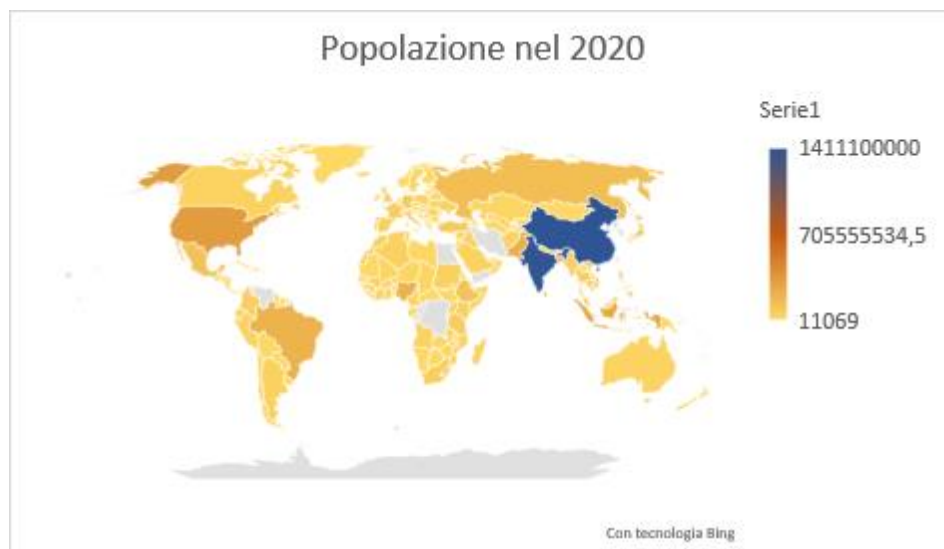 Popolazione nel 2020
Serie1
1411100000
705555534,5
11069
Con tecnologia Bing